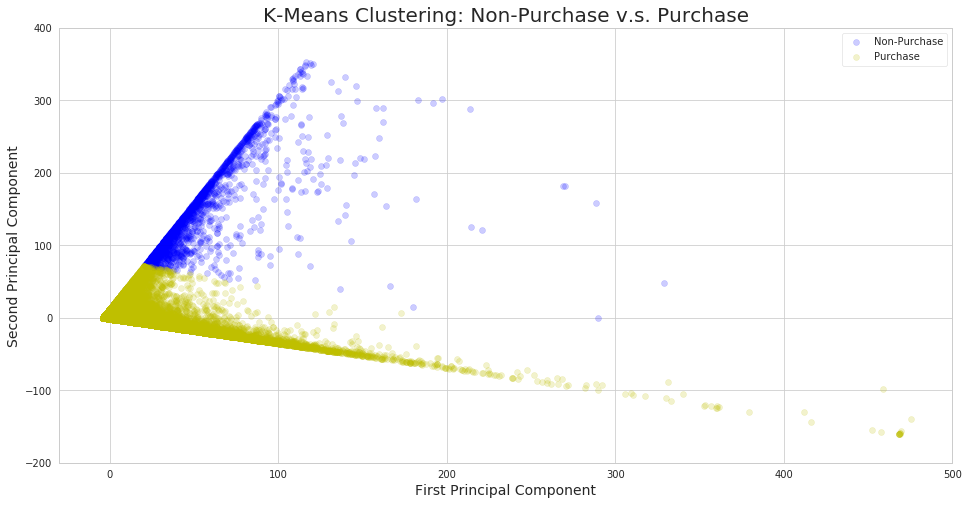 K-Means Clustering: Non-Purchase v.s. Purchase
Non-Purchase
Purchase
Second Principal Component
400
300
200
100
0
−100
−200
0
100
200
300
400
500
First Principal Component